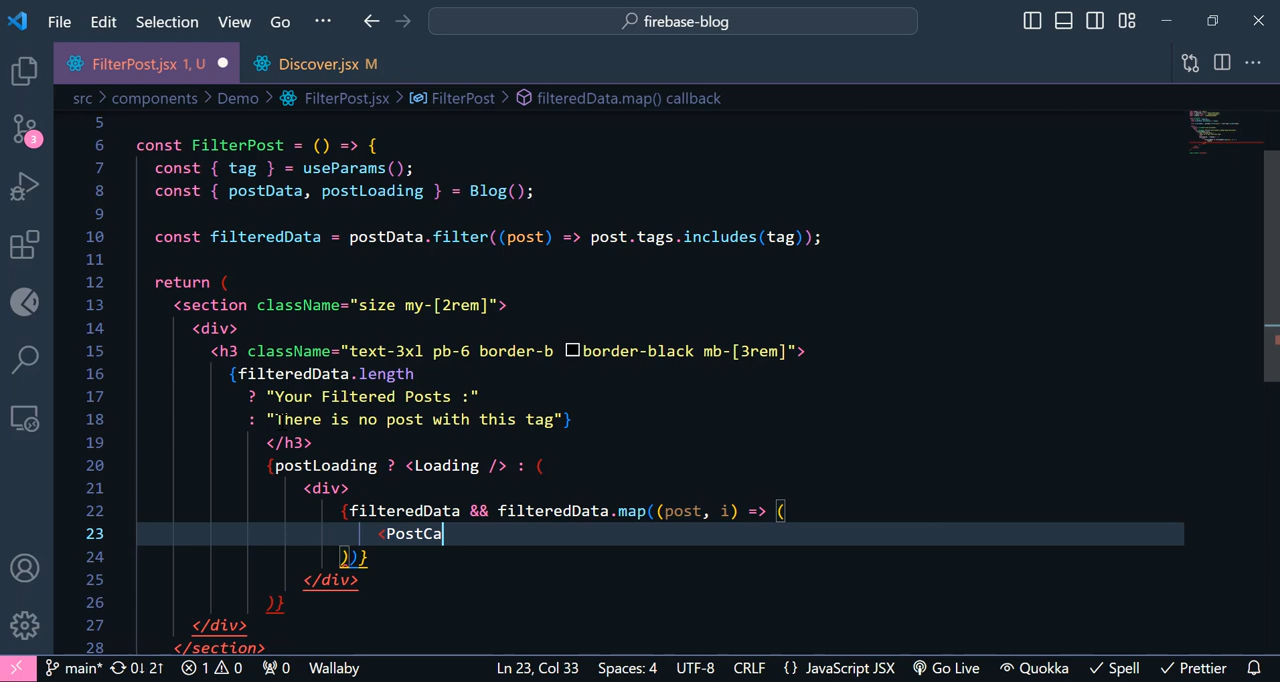 File Edit Selection View Go ··· firebase-blog
FilterPost.jsx 1, U Discover.jsx M
src > components > Demo > FilterPost.jsx > FilterPost > filteredData.map() callback
5
6 const FilterPost = () => {
7 const { tag } = useParams();
8 const { postData, postLoading } = Blog();
9
10 const filteredData = postData.filter((post) => post.tags.includes(tag));
11
12 return (
13 <section className="size my-[2rem]">
14 <div>
15 <h3 className="text-3xl pb-6 border-b border-black mb-[3rem]">
16 {filteredData.length
17 ? "Your Filtered Posts :"
18 : "There is no post with this tag"}
19 </h3>
20 {postLoading ? <Loading /> : (
21 <div>
22 {filteredData && filteredData.map((post, i) => (
23 <PostCa
24 ))}
25 </div>
26 )}
27 </div>
28 </section>
3
main* 0↓ 2↑ 1 0 0 Wallaby Ln 23, Col 33 Spaces: 4 UTF-8 CRLF {} JavaScript JSX Go Live Quokka Spell Prettier